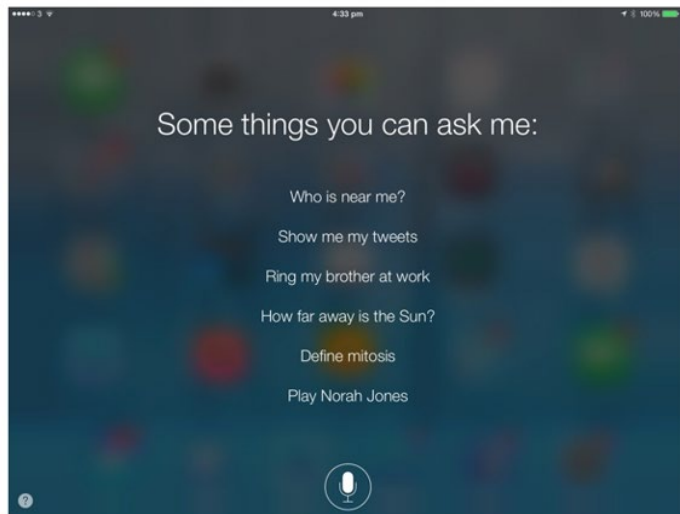 3 4:33 pm 100%
Some things you can ask me:
Who is near me?
Show me my tweets
Ring my brother at work
How far away is the Sun?
Define mitosis
Play Norah Jones
?